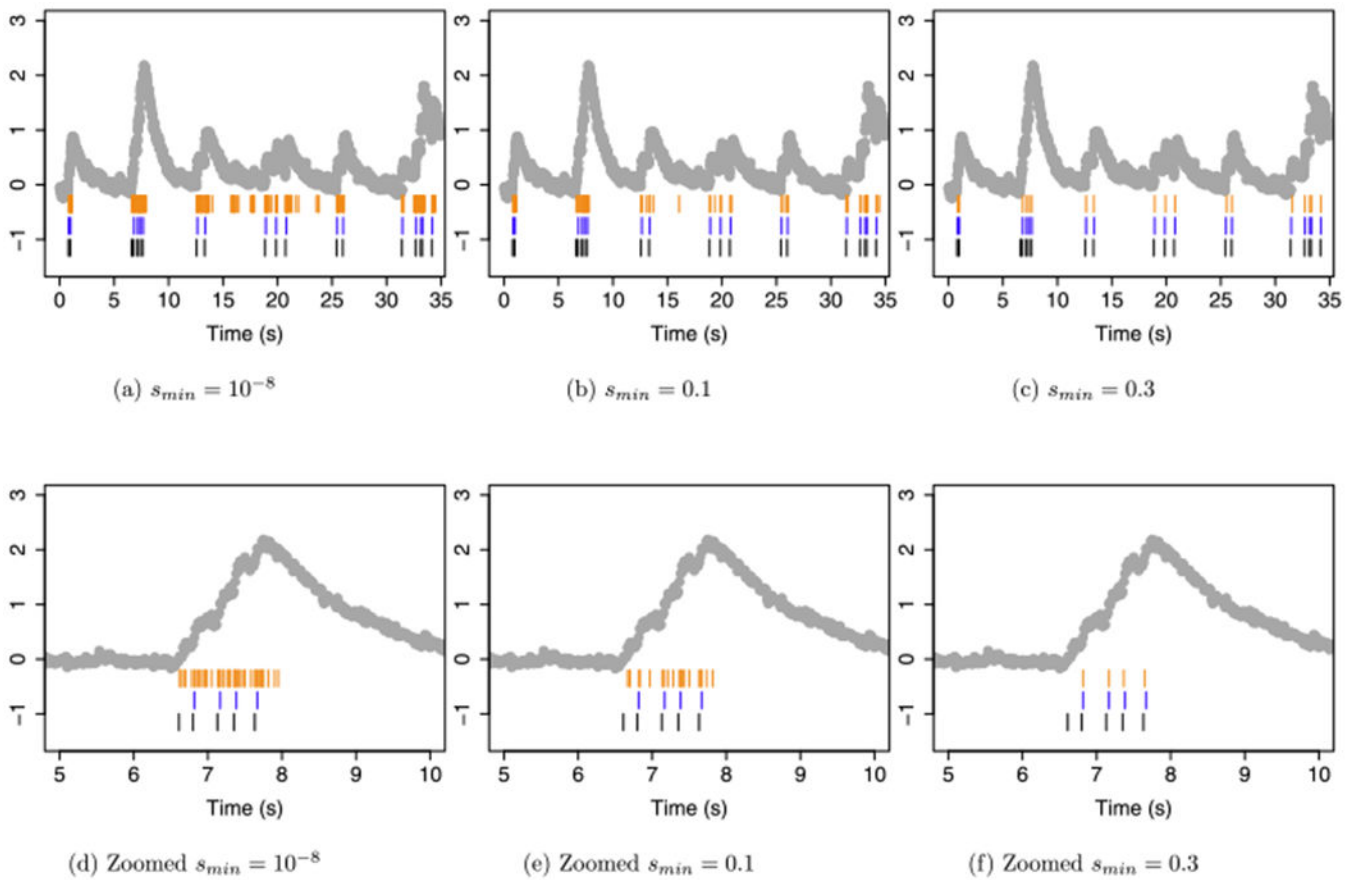 3
2
1
0
−1
0 5 10 15 20 25 30 35
Time (s)
(a) s_min = 10^−8
3
2
1
0
−1
0 5 10 15 20 25 30 35
Time (s)
(b) s_min = 0.1
3
2
1
0
−1
0 5 10 15 20 25 30 35
Time (s)
(c) s_min = 0.3
3
2
1
0
−1
5 6 7 8 9 10
Time (s)
(d) Zoomed s_min = 10^−8
3
2
1
0
−1
5 6 7 8 9 10
Time (s)
(e) Zoomed s_min = 0.1
3
2
1
0
−1
5 6 7 8 9 10
Time (s)
(f) Zoomed s_min = 0.3